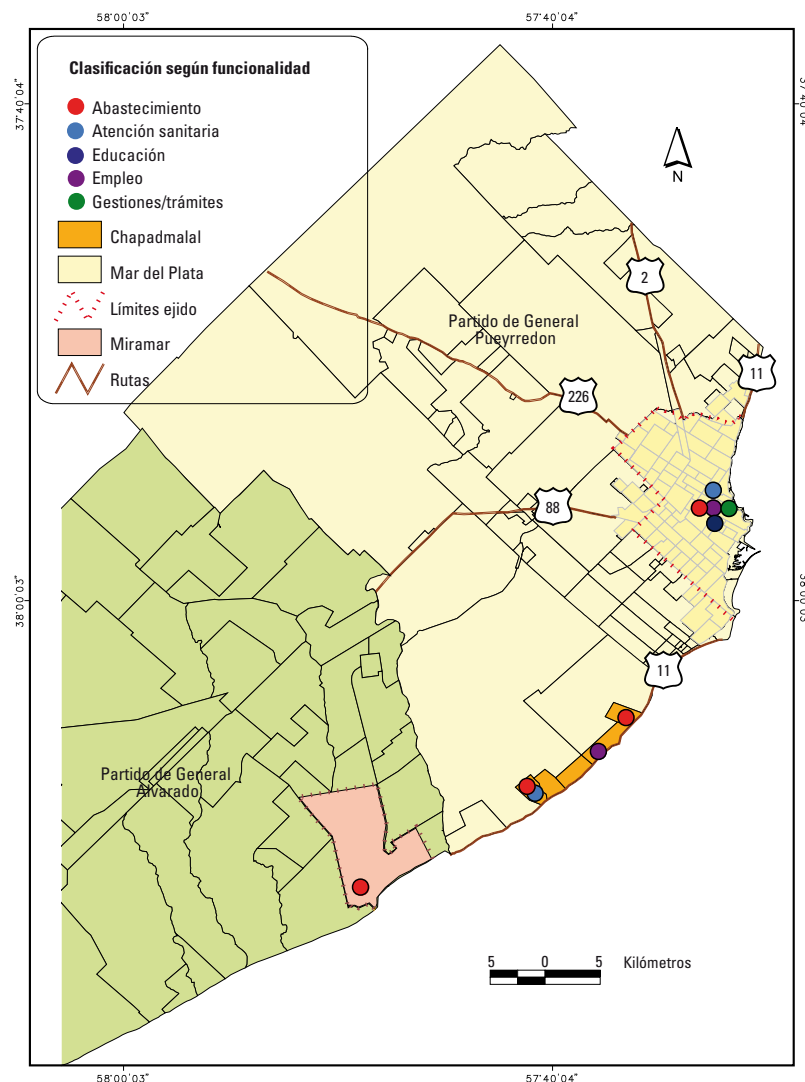 58°00'03"
57°40'04"
37°40'04"
37°40'04
Clasificación según funcionalidad
Abastecimiento
Atención sanitaria
Educación
Empleo
Gestiones/trámites
Chapadmalal
Mar del Plata
Límites ejido
Miramar
Rutas
N
2
Partido de General
Pueyrredon
11
226
88
38°00'03
38°00'03
11
Partido de General
Alvarado
5 0 5 Kilómetros
58°00'03"
57°40'04"